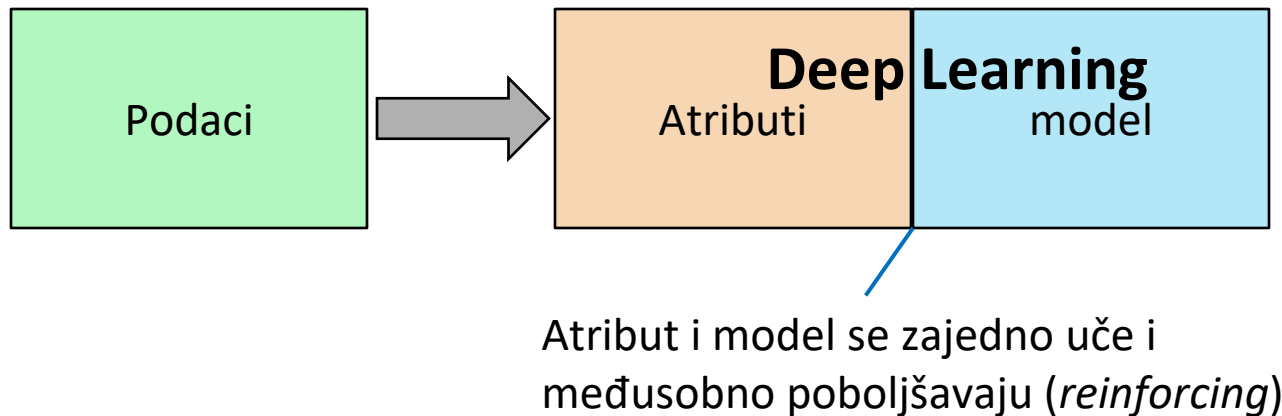 Deep Learning
Podaci
Atributi
model
Atribut i model se zajedno uče i
međusobno poboljšavaju (reinforcing)